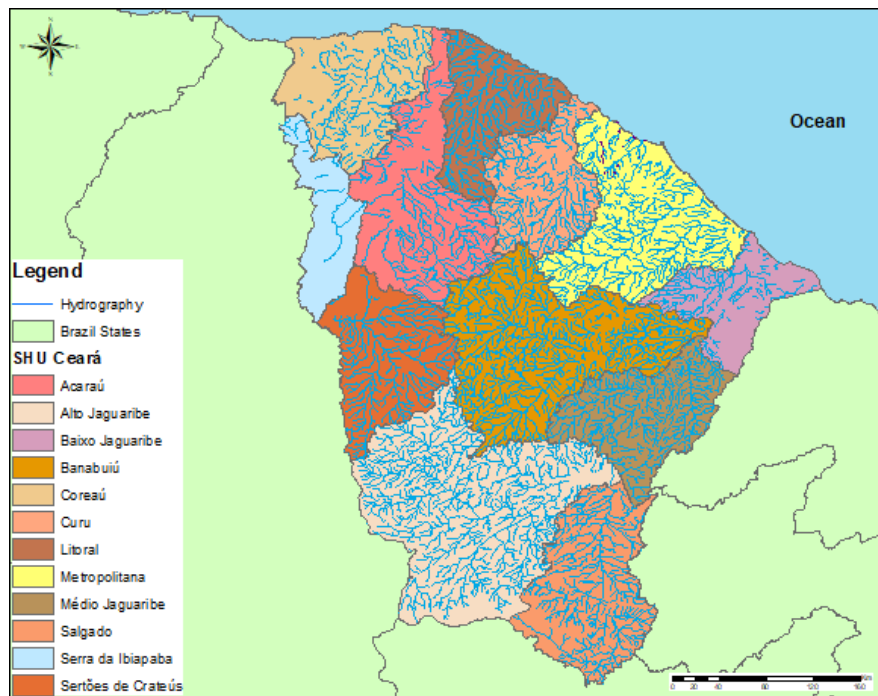 N
W
E
S
Ocean
Legend
Hydrography
Brazil States
SHU Ceará
Acaraú
Alto Jaguaribe
Baixo Jaguaribe
Banabuiú
Coreaú
Curu
Litoral
Metropolitana
Médio Jaguaribe
Salgado
Serra da Ibiapaba
Sertões de Crateús
Km
0 20 40 80 120 160